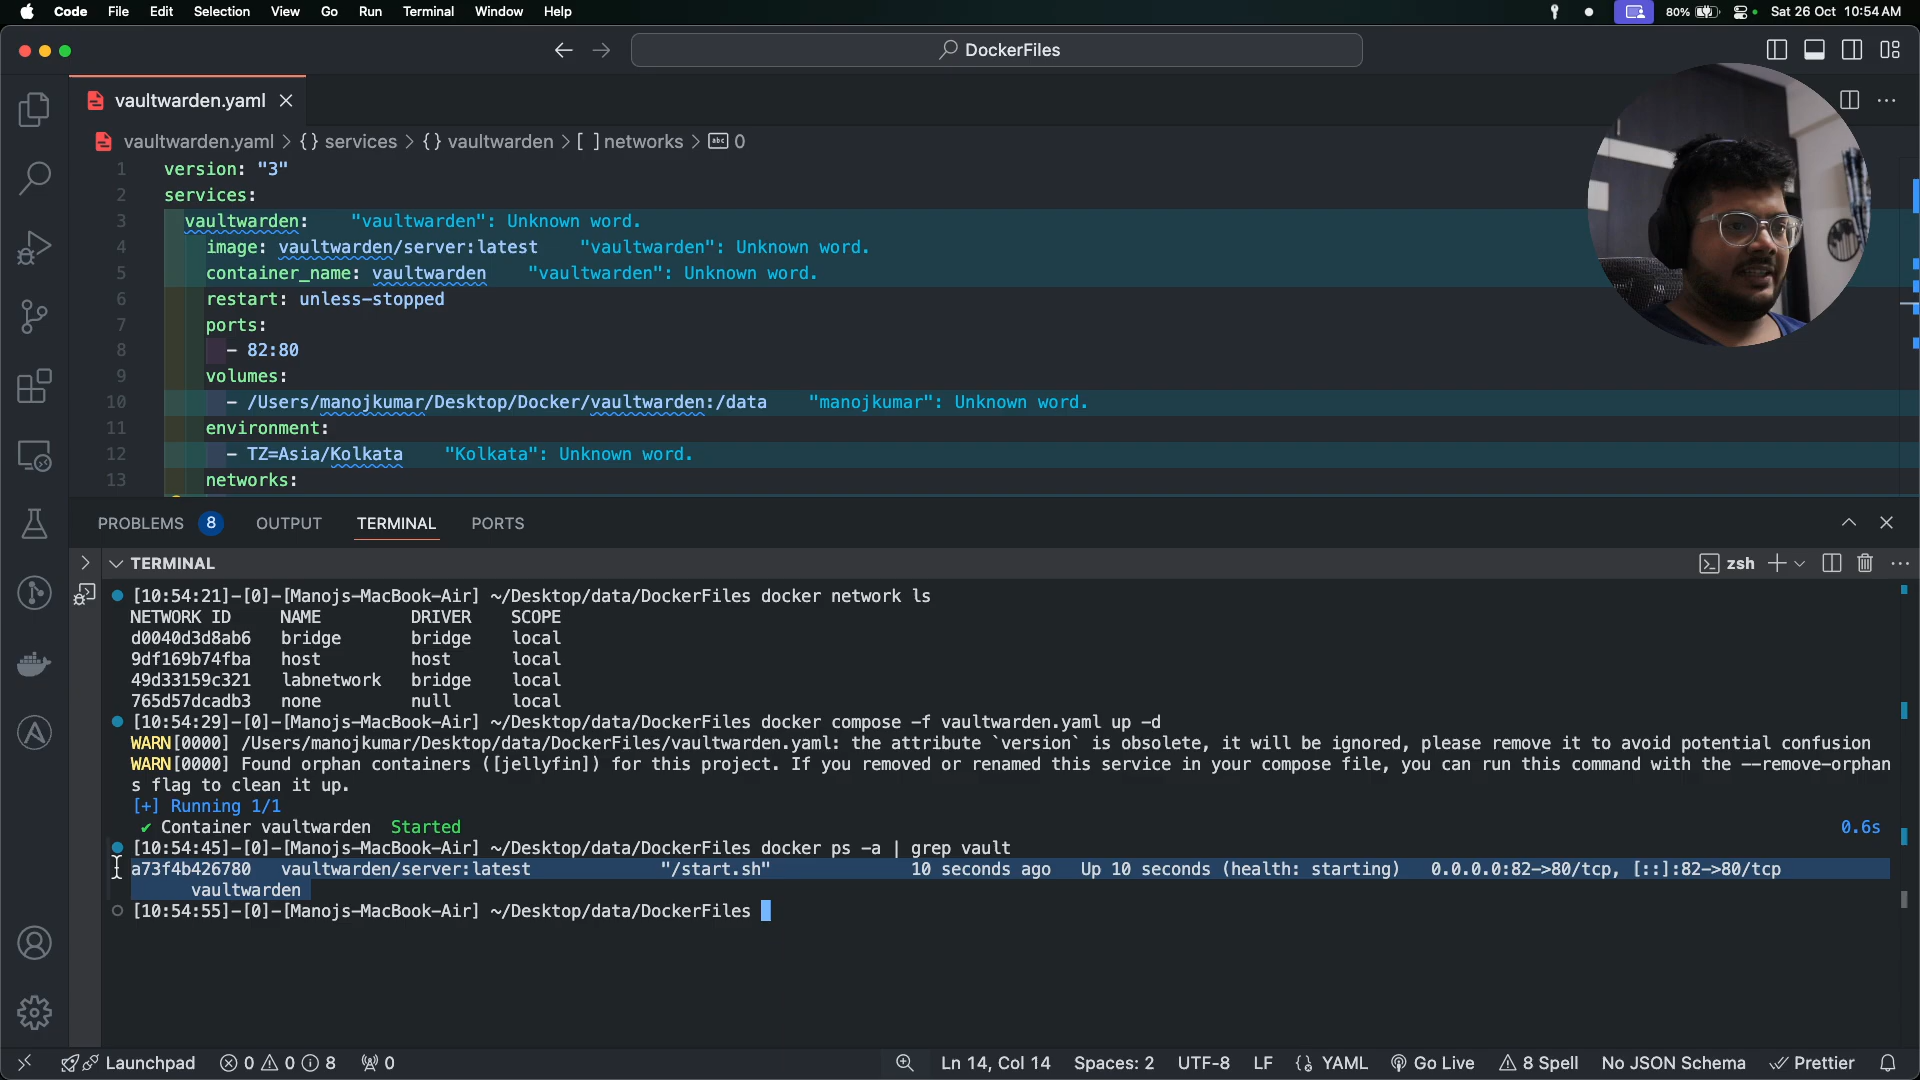 Code File Edit Selection View Go Run Terminal Window Help
80% Sat 26 Oct 10:54 AM
DockerFiles
vaultwarden.yaml
vaultwarden.yaml > {} services > {} vaultwarden > [ ] networks > abc 0
1 version: "3"
2 services:
3 vaultwarden: "vaultwarden": Unknown word.
4 image: vaultwarden/server:latest "vaultwarden": Unknown word.
5 container_name: vaultwarden "vaultwarden": Unknown word.
6 restart: unless-stopped
7 ports:
8 - 82:80
9 volumes:
10 - /Users/manojkumar/Desktop/Docker/vaultwarden:/data "manojkumar": Unknown word.
11 environment:
12 - TZ=Asia/Kolkata "Kolkata": Unknown word.
13 networks:
PROBLEMS 8 OUTPUT TERMINAL PORTS
TERMINAL
zsh
[10:54:21]-[0]-[Manojs-MacBook-Air] ~/Desktop/data/DockerFiles docker network ls
NETWORK ID NAME DRIVER SCOPE
d0040d3d8ab6 bridge bridge local
9df169b74fba host host local
49d33159c321 labnetwork bridge local
765d57dcadb3 none null local
[10:54:29]-[0]-[Manojs-MacBook-Air] ~/Desktop/data/DockerFiles docker compose -f vaultwarden.yaml up -d
WARN[0000] /Users/manojkumar/Desktop/data/DockerFiles/vaultwarden.yaml: the attribute `version` is obsolete, it will be ignored, please remove it to avoid potential confusion
WARN[0000] Found orphan containers ([jellyfin]) for this project. If you removed or renamed this service in your compose file, you can run this command with the --remove-orphan
s flag to clean it up.
[+] Running 1/1
✔ Container vaultwarden Started 0.6s
[10:54:45]-[0]-[Manojs-MacBook-Air] ~/Desktop/data/DockerFiles docker ps -a | grep vault
a73f4b426780 vaultwarden/server:latest "/start.sh" 10 seconds ago Up 10 seconds (health: starting) 0.0.0.0:82->80/tcp, [::]:82->80/tcp
vaultwarden
[10:54:55]-[0]-[Manojs-MacBook-Air] ~/Desktop/data/DockerFiles
Launchpad 0 0 8 0 Ln 14, Col 14 Spaces: 2 UTF-8 LF {} YAML Go Live 8 Spell No JSON Schema Prettier